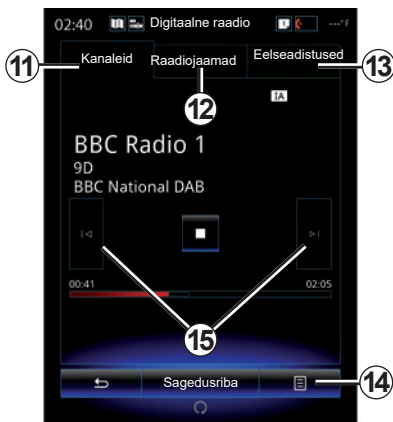 02:40 Digitaalne raadio 1 ---°F
11 Kanaleid Raadiojaamad Eelseadistused 13
12
IA
BBC Radio 1
9D
BBC National DAB
00:41 02:05
15
Sagedusriba 14